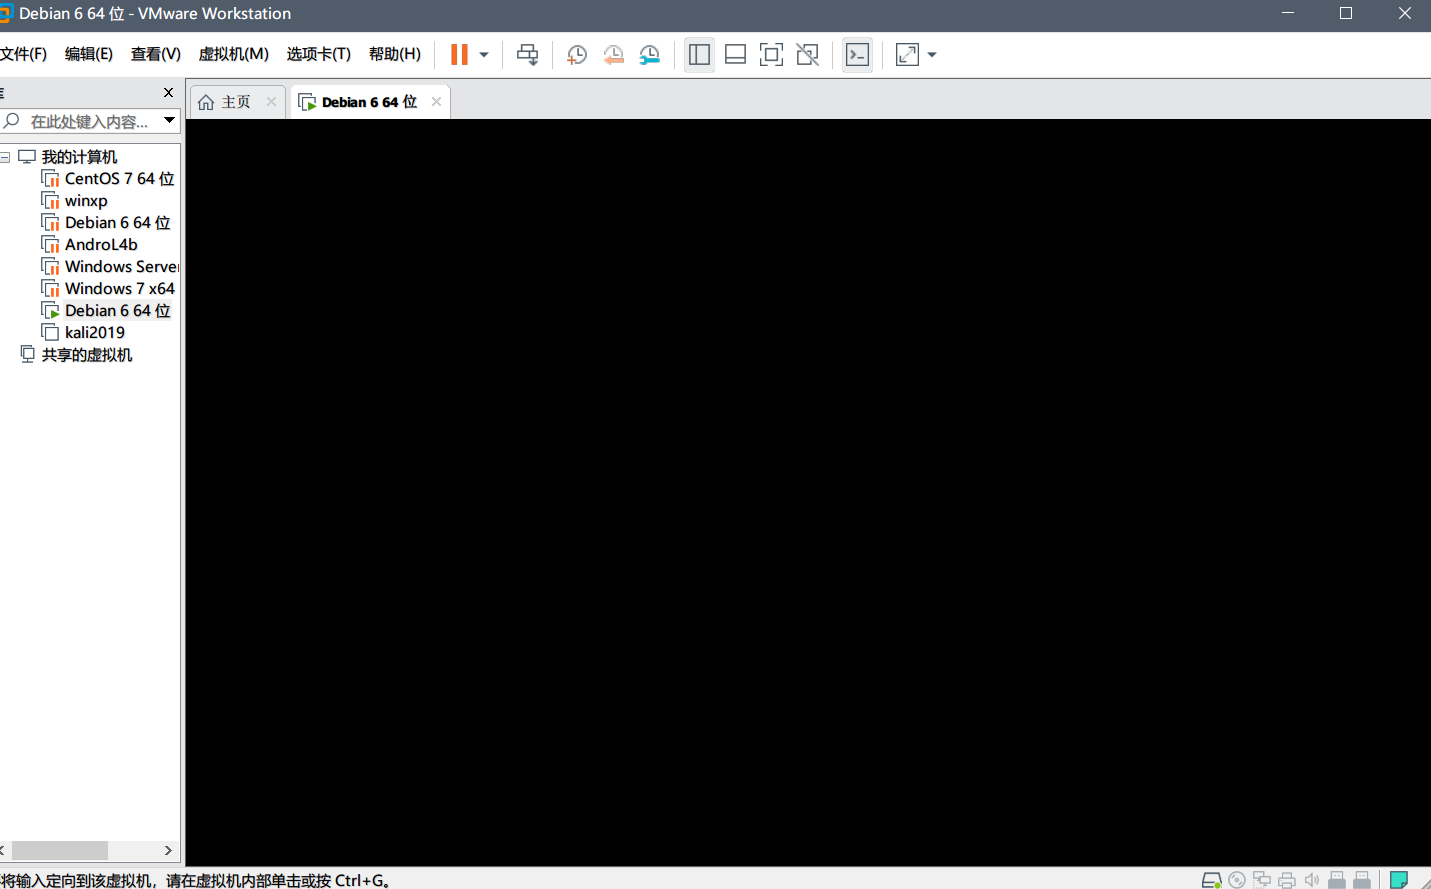 Debian 6 64 位 - VMware Workstation
文件(F) 编辑(E) 查看(V) 虚拟机(M) 选项卡(T) 帮助(H)
主页 Debian 6 64 位
在此处键入内容...
我的计算机
CentOS 7 64 位
winxp
Debian 6 64 位
AndroL4b
Windows Server
Windows 7 x64
Debian 6 64 位
kali2019
共享的虚拟机
将输入定向到该虚拟机，请在虚拟机内部单击或按 Ctrl+G。